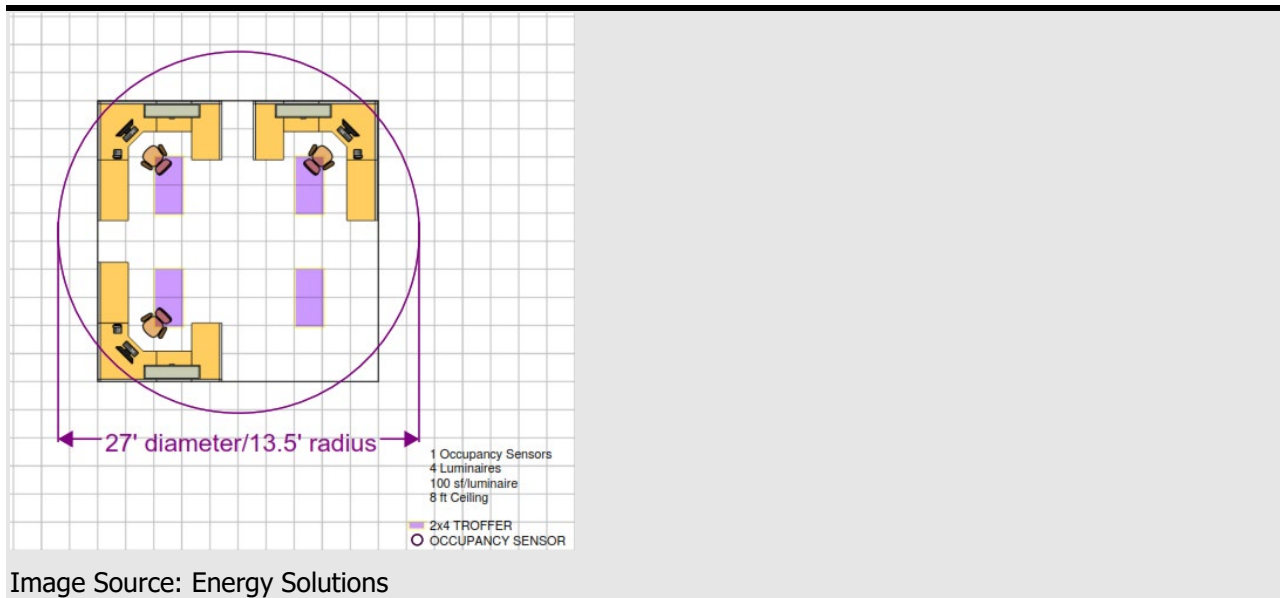 27' diameter/13.5' radius
1 Occupancy Sensors
4 Luminaires
100 sf/luminaire
8 ft Ceiling
2x4 TROFFER
OCCUPANCY SENSOR
Image Source: Energy Solutions